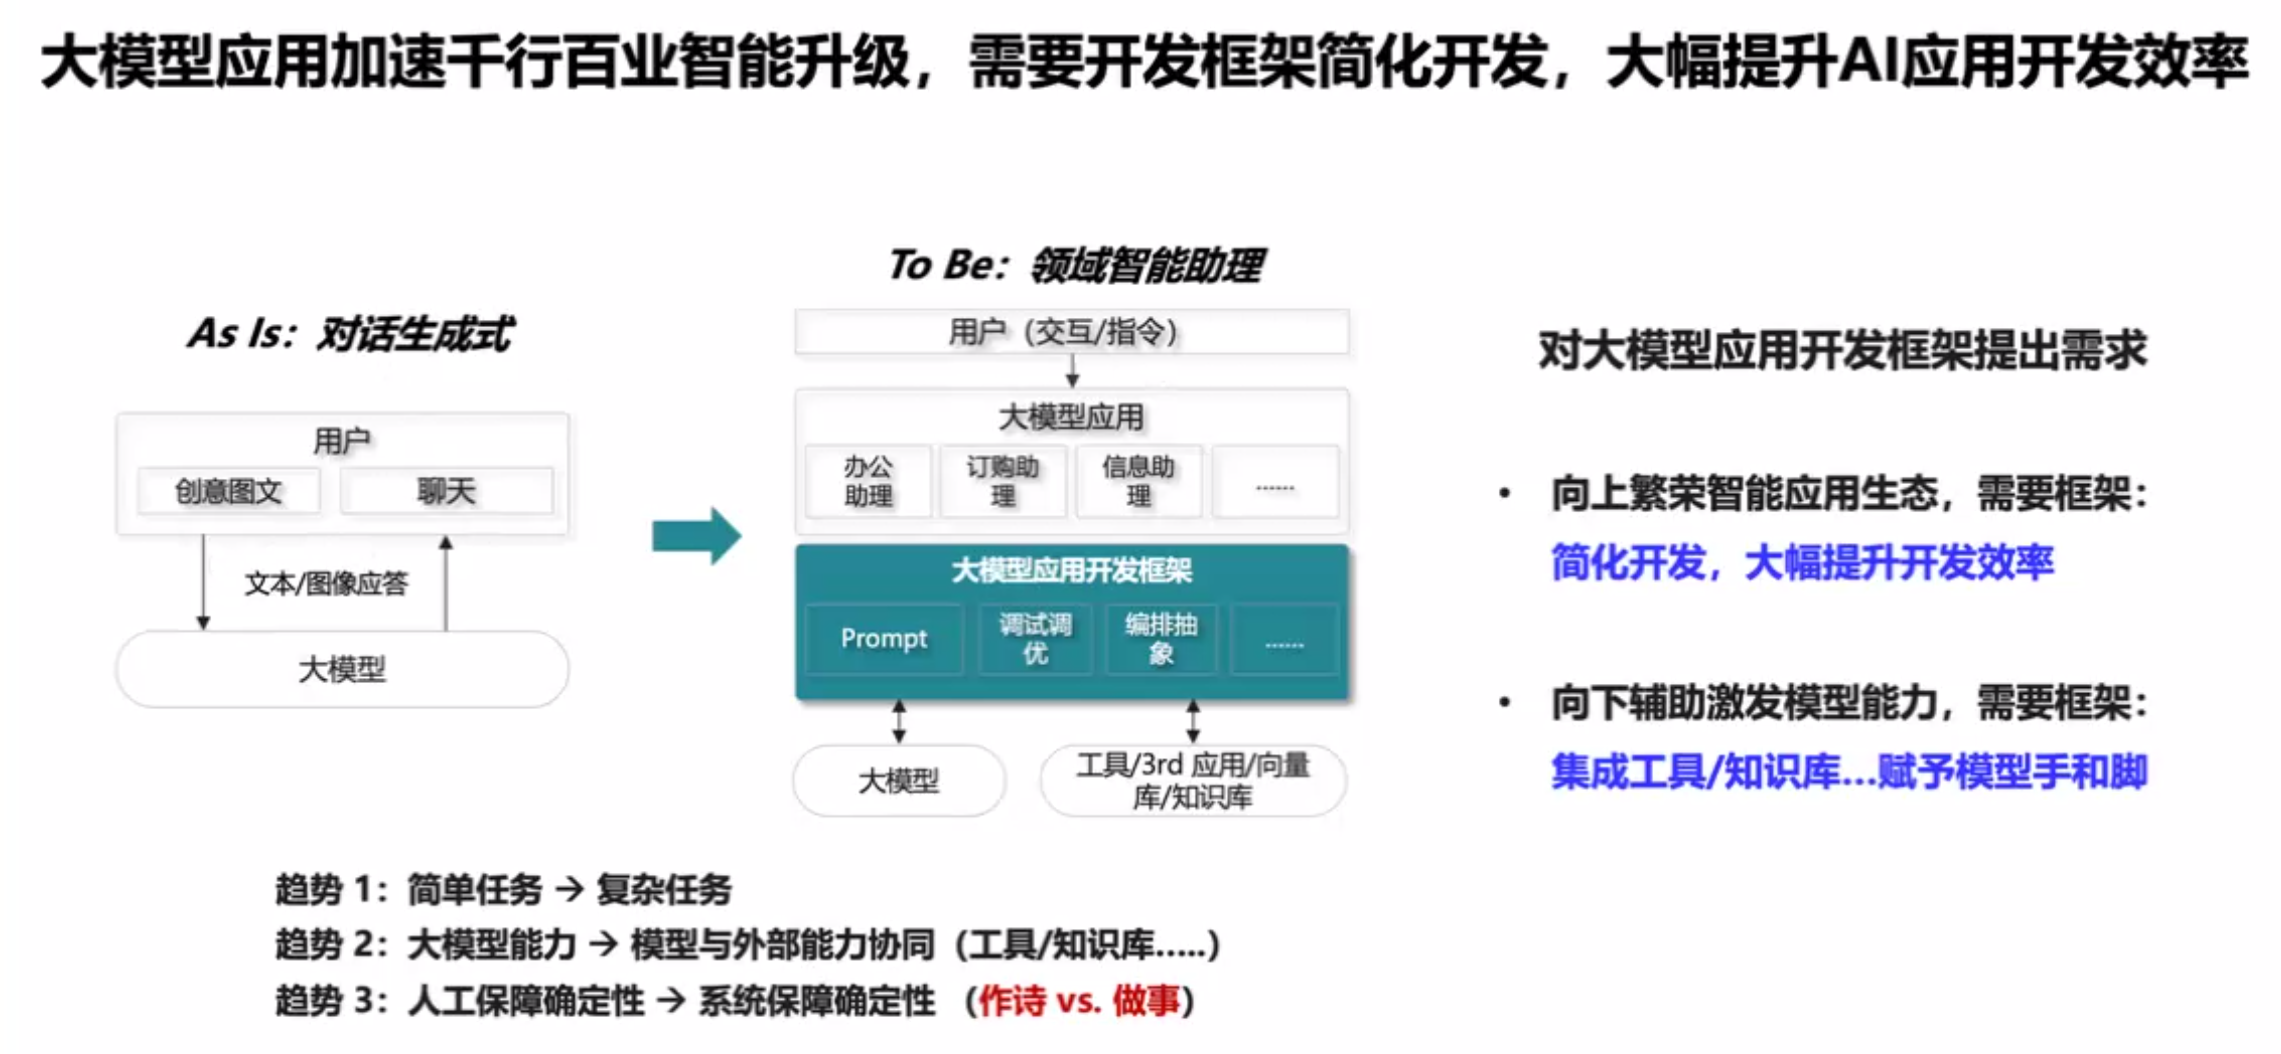 大模型应用加速千行百业智能升级，需要开发框架简化开发，大幅提升AI应用开发效率
As Is：对话生成式
用户
创意图文
聊天
文本/图像应答
大模型
To Be：领域智能助理
用户（交互/指令）
大模型应用
办公
助理
订购助
理
信息助
理
......
大模型应用开发框架
Prompt
调试调
优
编排抽
象
......
大模型
工具/3rd 应用/向量
库/知识库
对大模型应用开发框架提出需求
• 向上繁荣智能应用生态，需要框架：
简化开发，大幅提升开发效率
• 向下辅助激发模型能力，需要框架：
集成工具/知识库...赋予模型手和脚
趋势 1：简单任务 → 复杂任务
趋势 2：大模型能力 → 模型与外部能力协同（工具/知识库.....）
趋势 3：人工保障确定性 → 系统保障确定性 （作诗 vs. 做事）